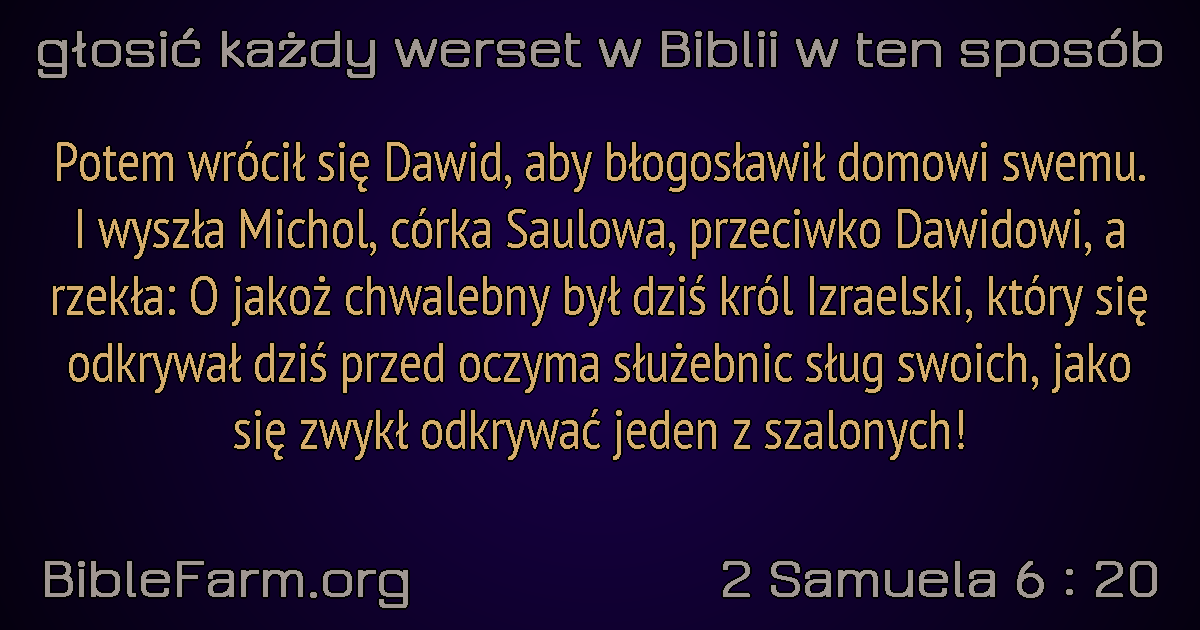 głosić każdy werset w Biblii w ten sposób
Potem wrócił się Dawid, aby błogosławił domowi swemu.
I wyszła Michol, córka Saulowa, przeciwko Dawidowi, a
rzekła: O jakoż chwalebny był dziś król Izraelski, który się
odkrywał dziś przed oczyma służebnic sług swoich, jako
się zwykł odkrywać jeden z szalonych!
BibleFarm.org
2 Samuela 6 : 20